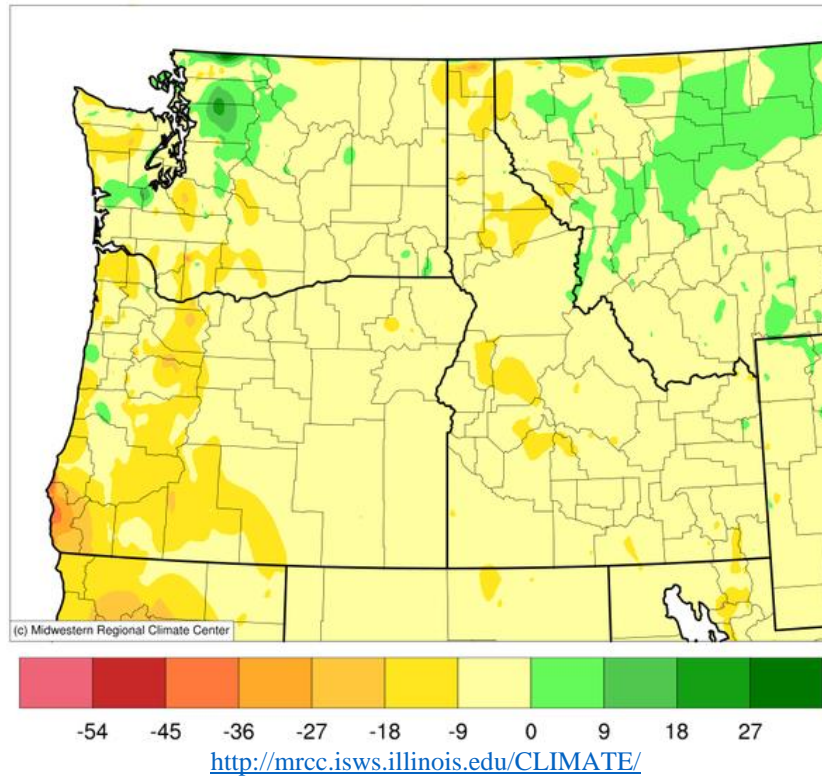 (c) Midwestern Regional Climate Center
-54 -45 -36 -27 -18 -9 0 9 18 27
http://mrcc.isws.illinois.edu/CLIMATE/